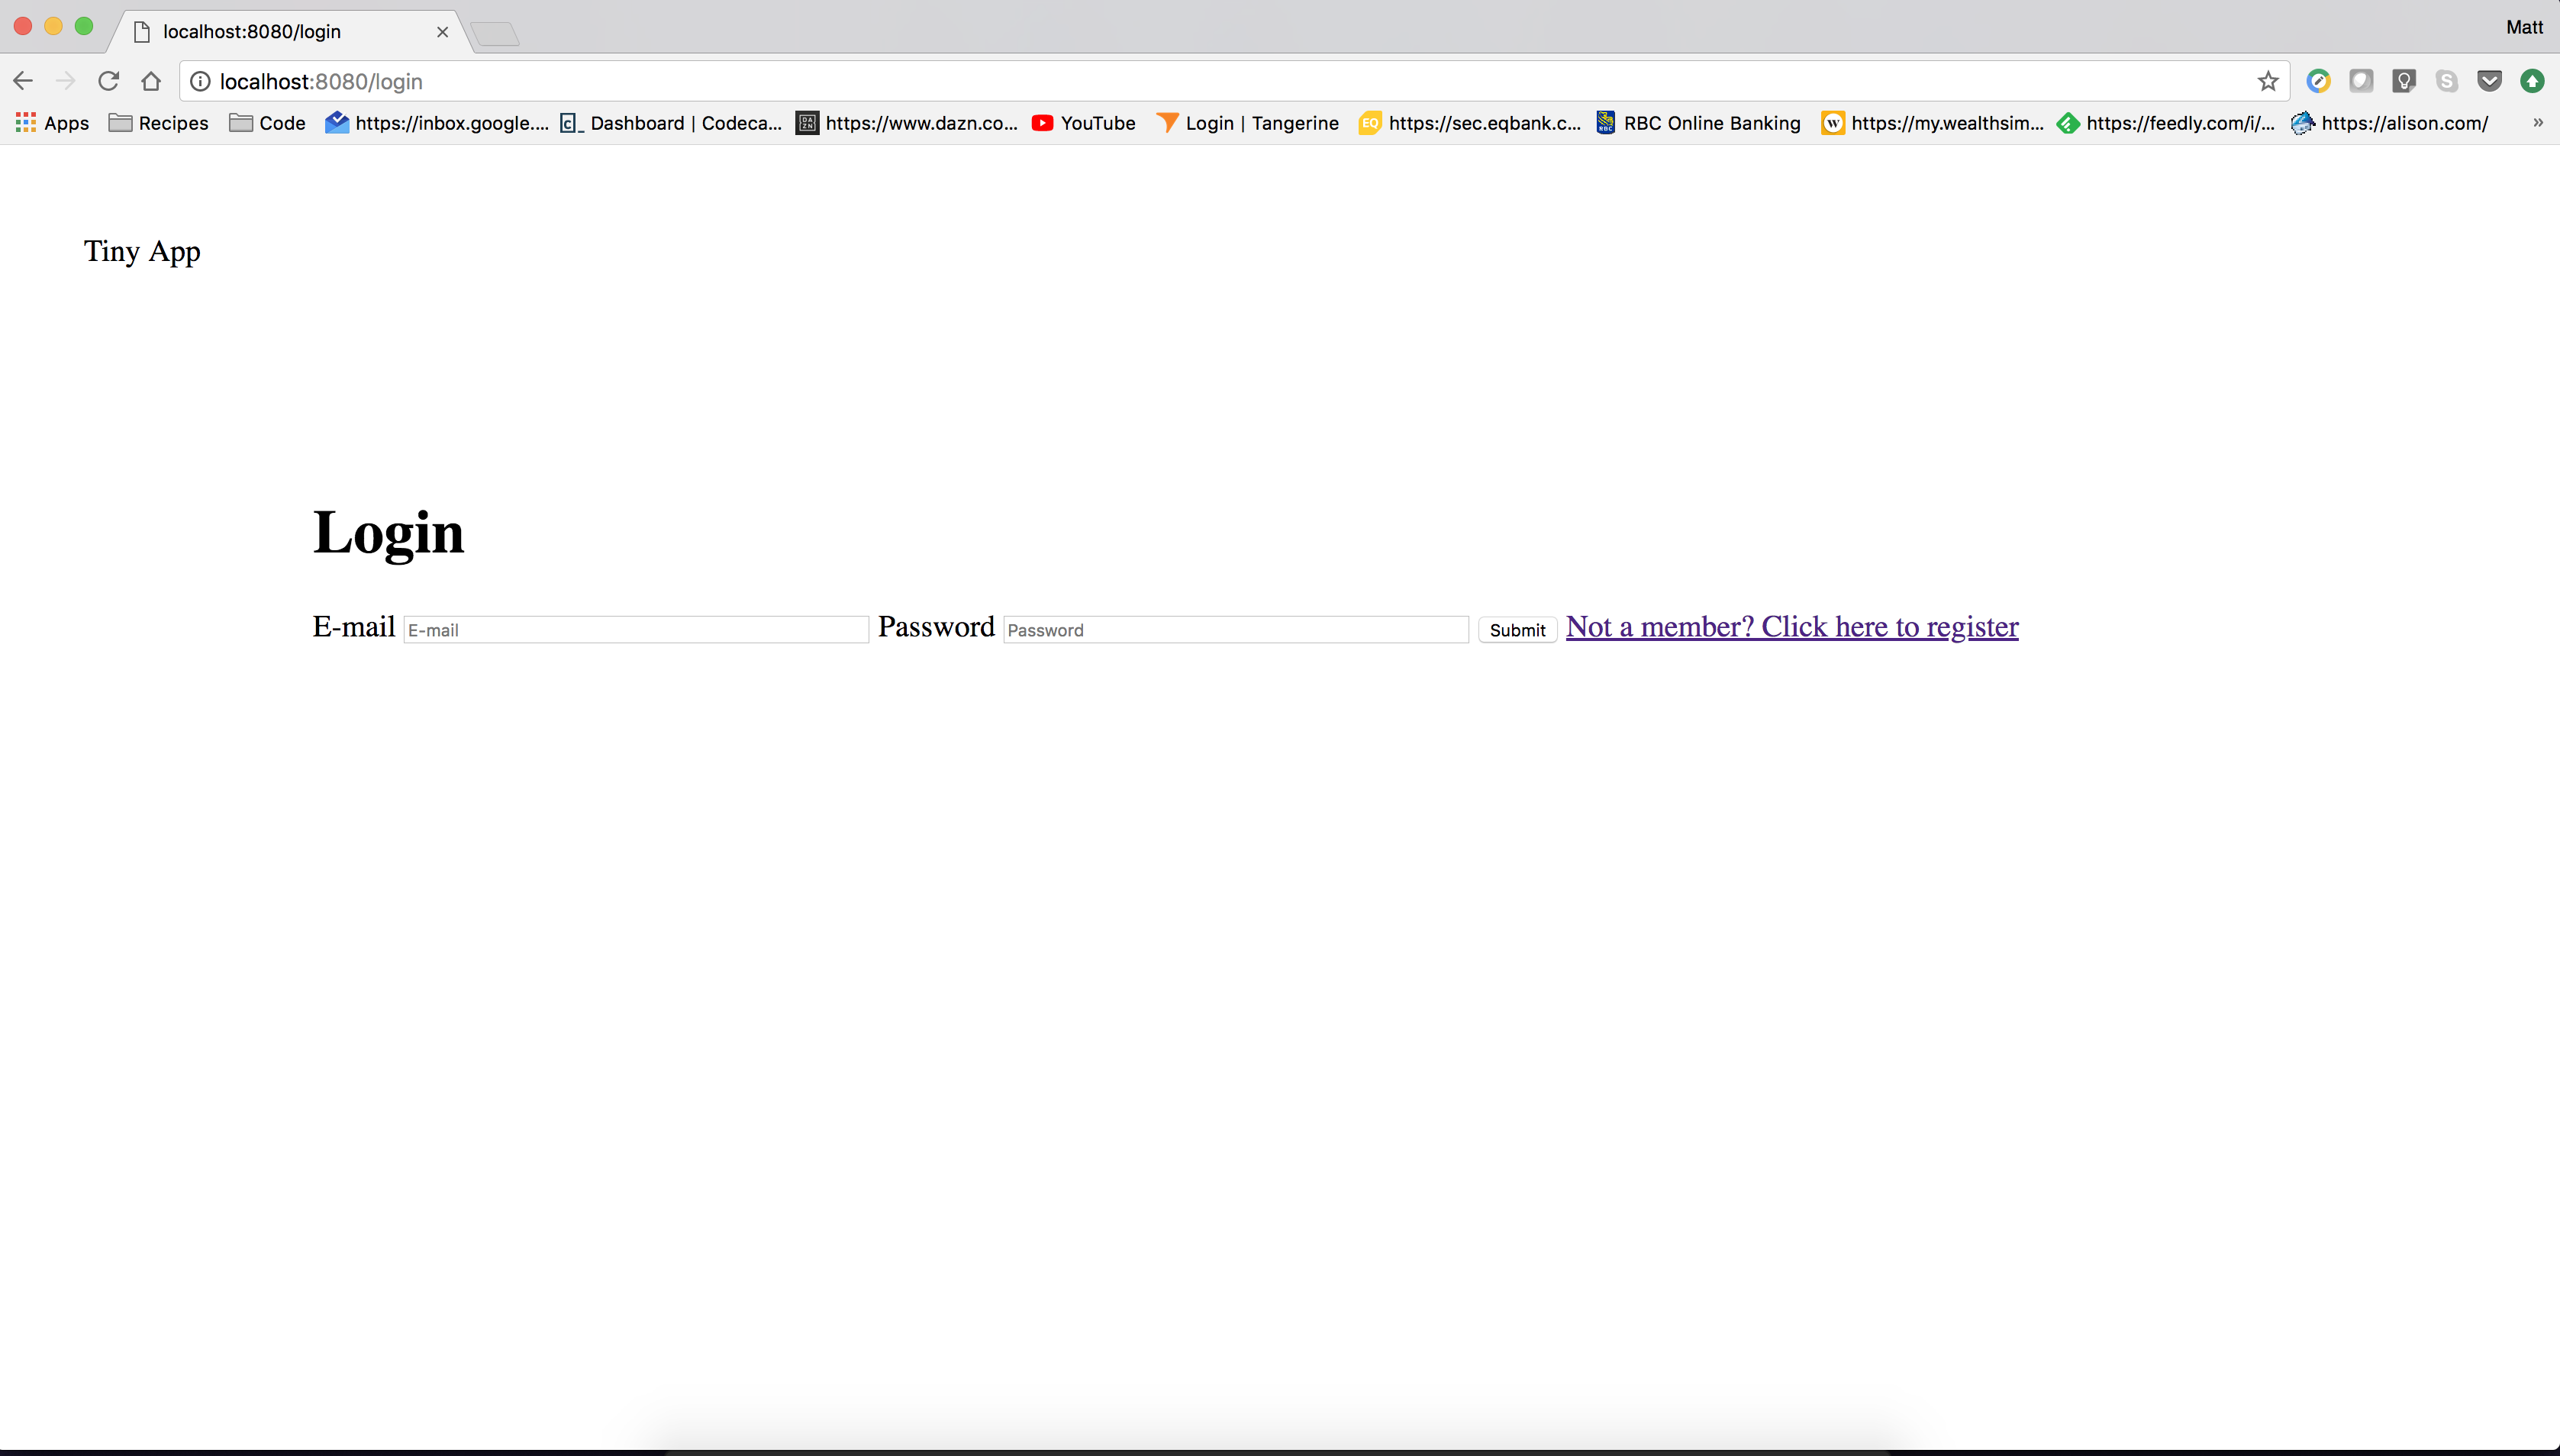 localhost:8080/login
Matt
localhost:8080/login
Apps Recipes Code https://inbox.google.... Dashboard | Codeca... https://www.dazn.co... YouTube Login | Tangerine https://sec.eqbank.c... RBC Online Banking https://my.wealthsim... https://feedly.com/i/... https://alison.com/ »
Tiny App
Login
E-mail E-mail Password Password Submit Not a member? Click here to register